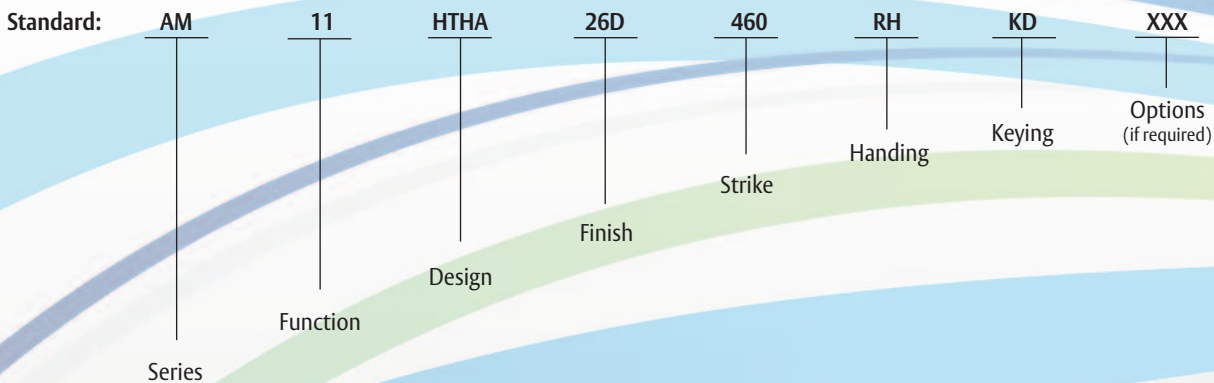 Standard: AM 11 HTHA 26D 460 RH KD XXX
Options
(if required)
Keying
Handing
Strike
Finish
Design
Function
Series